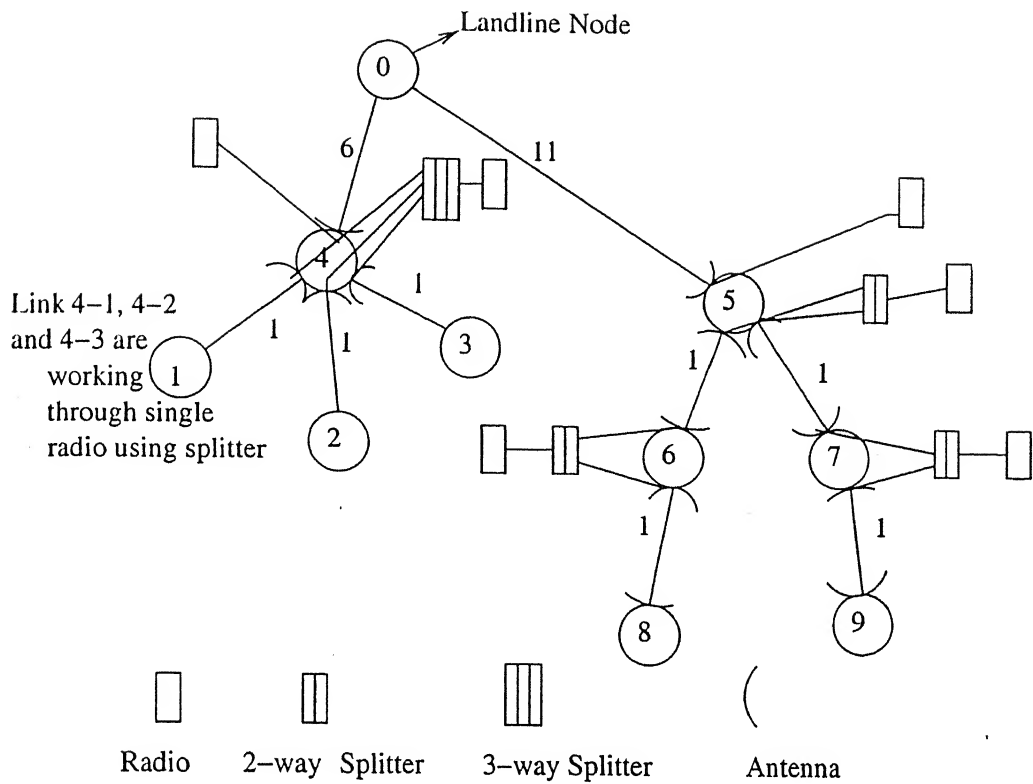 Landline Node
0
6
11
4
5
1
1
1
1
1
Link 4–1, 4–2
and 4–3 are
working
through single
radio using splitter
1
2
3
6
7
1
1
8
9
Radio
2–way Splitter
3–way Splitter
Antenna